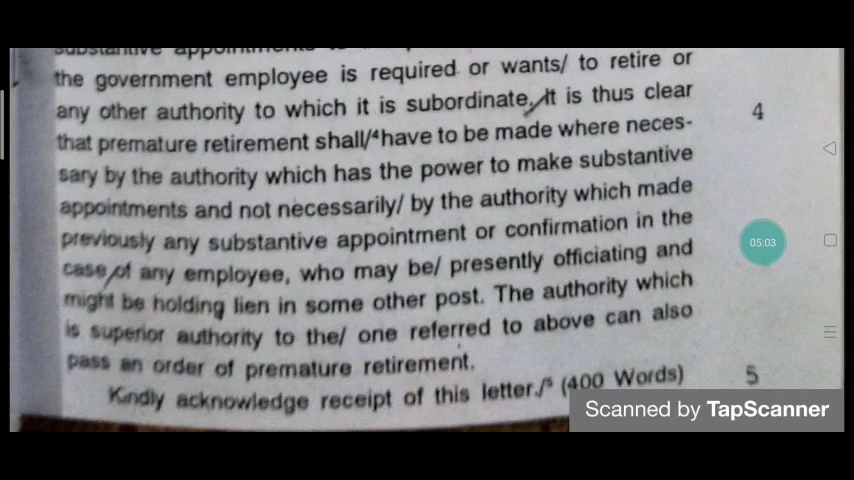 substantive appointments to
the government employee is required or wants/ to retire or
any other authority to which it is subordinate. It is thus clear
that premature retirement shall/⁴have to be made where neces-
sary by the authority which has the power to make substantive
appointments and not necessarily/ by the authority which made
previously any substantive appointment or confirmation in the
case of any employee, who may be/ presently officiating and
might be holding lien in some other post. The authority which
is superior authority to the/ one referred to above can also
pass an order of premature retirement.
Kindly acknowledge receipt of this letter./⁵ (400 Words)
4
5
05:03
Scanned by TapScanner